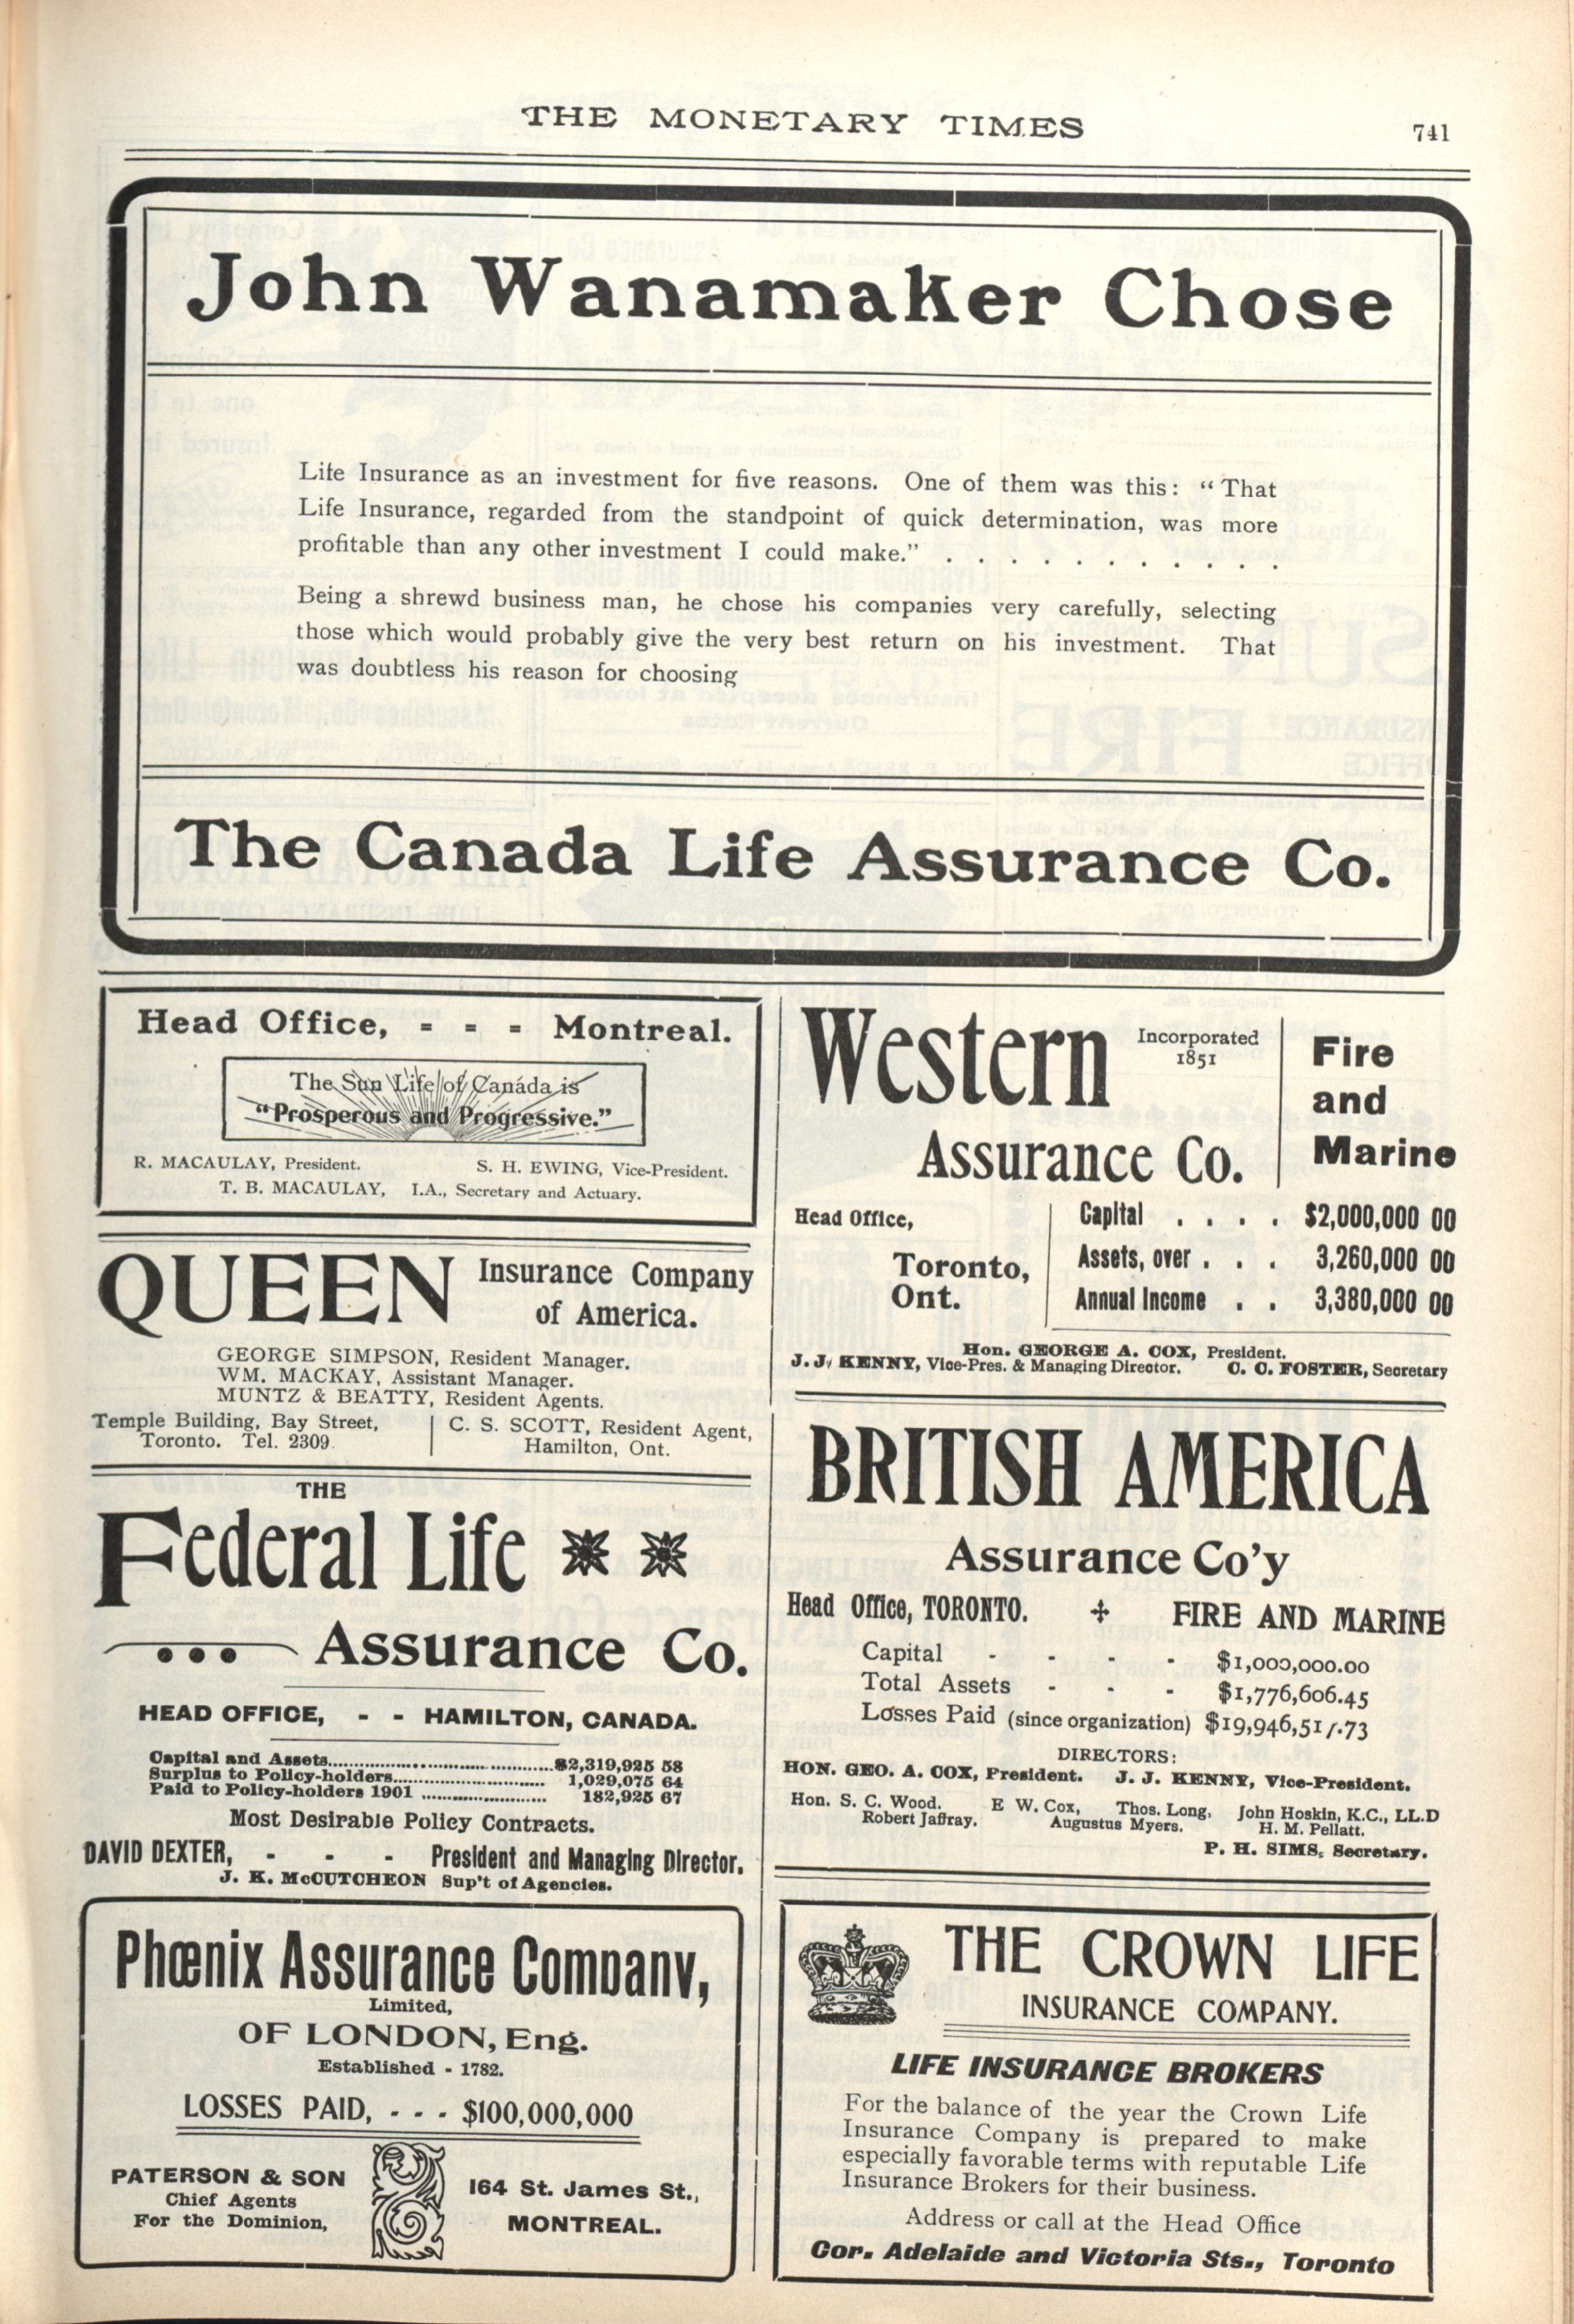 THE MONETARY TIMES
741
John Wanamaker Chose
Life Insurance as an investment for five reasons. One of them was this: “That
Life Insurance, regarded from the standpoint of quick determination, was more
profitable than any other investment I could make.” . . . . . . . . . . .
Being a shrewd business man, he chose his companies very carefully, selecting
those which would probably give the very best return on his investment. That
was doubtless his reason for choosing
The Canada Life Assurance Co.
Head Office, - - - Montreal.
The Sun Life of Canada is
“Prosperous and Progressive.”
R. MACAULAY, President. S. H. EWING, Vice-President.
T. B. MACAULAY, I.A., Secretary and Actuary.
QUEEN Insurance Company
of America.
GEORGE SIMPSON, Resident Manager.
WM. MACKAY, Assistant Manager.
MUNTZ & BEATTY, Resident Agents.
Temple Building, Bay Street,
Toronto. Tel. 2309.
C. S. SCOTT, Resident Agent,
Hamilton, Ont.
THE
Federal Life
Assurance Co.
HEAD OFFICE, - - HAMILTON, CANADA.
Capital and Assets........................................$2,319,925 58
Surplus to Policy-holders.............................. 1,029,075 64
Paid to Policy-holders 1901 ......................... 182,925 67
Most Desirable Policy Contracts.
DAVID DEXTER, - - - President and Managing Director.
J. K. McCUTCHEON Sup't of Agencies.
Phœnix Assurance Company,
Limited,
OF LONDON, Eng.
Established - 1782.
LOSSES PAID, - - - $100,000,000
PATERSON & SON
Chief Agents
For the Dominion,
164 St. James St.,
MONTREAL.
Western
Incorporated
1851
Assurance Co.
Fire
and
Marine
Head Office,
Toronto,
Ont.
Capital . . . . $2,000,000 00
Assets, over . . . 3,260,000 00
Annual Income . . 3,380,000 00
Hon. GEORGE A. COX, President.
J. J. KENNY, Vice-Pres. & Managing Director. C. C. FOSTER, Secretary
BRITISH AMERICA
Assurance Co'y
Head Office, TORONTO. FIRE AND MARINE
Capital - - - - $1,000,000.00
Total Assets - - - $1,776,606.45
Losses Paid (since organization) $19,946,517.73
DIRECTORS:
HON. GEO. A. COX, President. J. J. KENNY, Vice-President.
Hon. S. C. Wood. E W. Cox, Thos. Long, John Hoskin, K.C., LL.D
Robert Jaffray. Augustus Myers. H. M. Pellatt.
P. H. SIMS, Secretary.
THE CROWN LIFE
INSURANCE COMPANY.
LIFE INSURANCE BROKERS
For the balance of the year the Crown Life
Insurance Company is prepared to make
especially favorable terms with reputable Life
Insurance Brokers for their business.
Address or call at the Head Office
Cor. Adelaide and Victoria Sts., Toronto